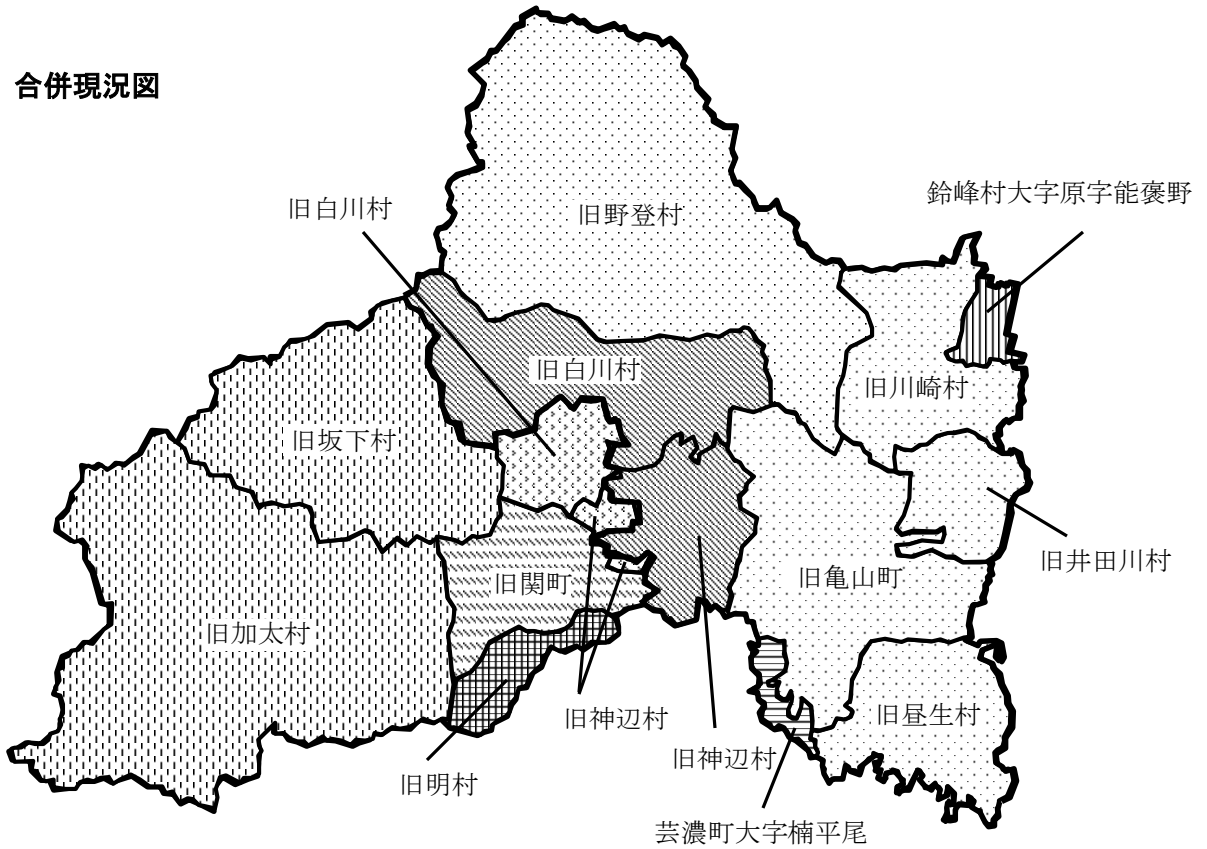 合併現況図
鈴峰村大字原字能褒野
旧白川村
旧野登村
旧白川村
旧川崎村
旧坂下村
旧井田川村
旧関町
旧亀山町
旧加太村
旧神辺村
旧昼生村
旧神辺村
旧明村
芸濃町大字楠平尾